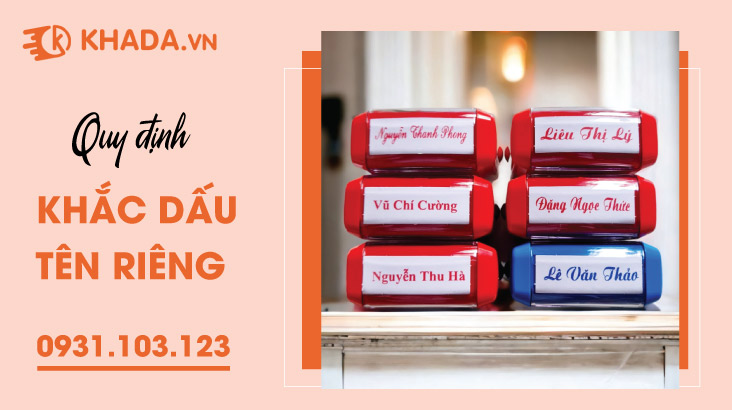 KHADA.VN
Quy định
KHẮC DẤU
TÊN RIÊNG
0931.103.123
Nguyễn Thanh Phong
Liêu Thị Lý
Vũ Chí Cường
Đặng Ngọc Thức
Nguyễn Thu Hà
Lê Văn Thảo